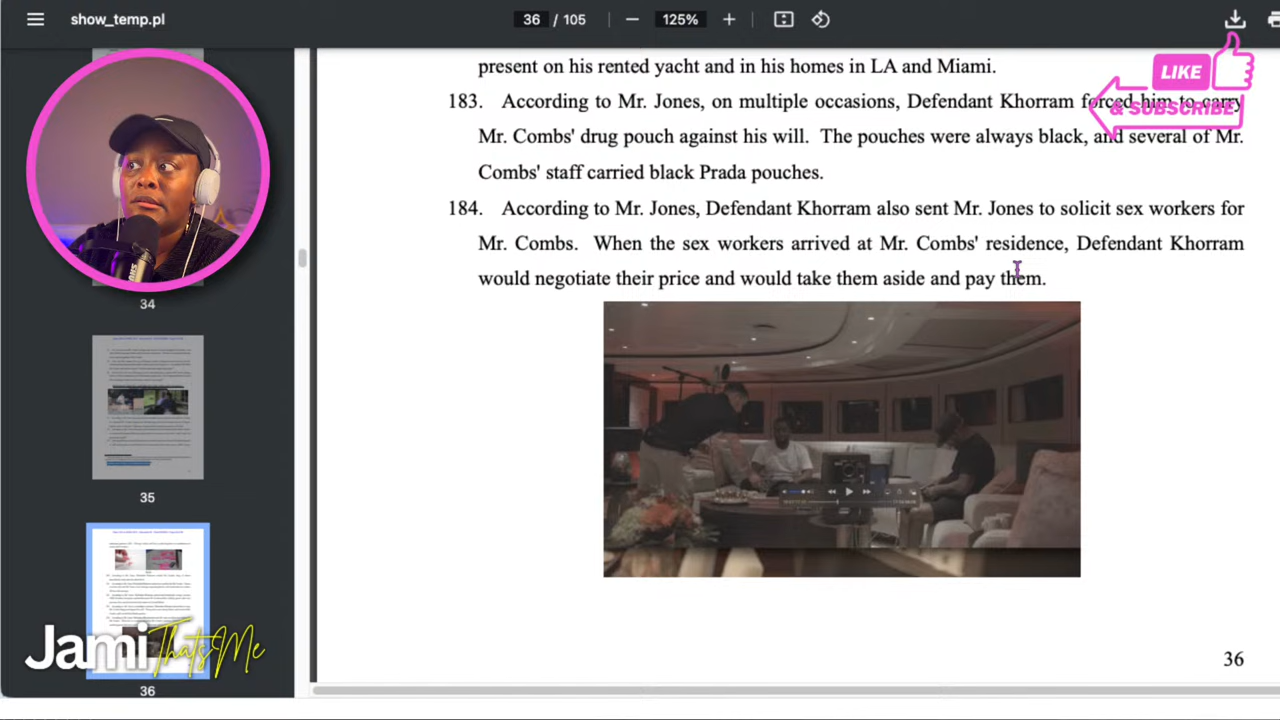 show_temp.pl
36 / 105
125%
LIKE
& SUBSCRIBE
present on his rented yacht and in his homes in LA and Miami.
183. According to Mr. Jones, on multiple occasions, Defendant Khorram forced him to carry
Mr. Combs' drug pouch against his will. The pouches were always black, and several of Mr.
Combs' staff carried black Prada pouches.
184. According to Mr. Jones, Defendant Khorram also sent Mr. Jones to solicit sex workers for
Mr. Combs. When the sex workers arrived at Mr. Combs' residence, Defendant Khorram
would negotiate their price and would take them aside and pay them.
34
35
36
36
Jami ThatsMe